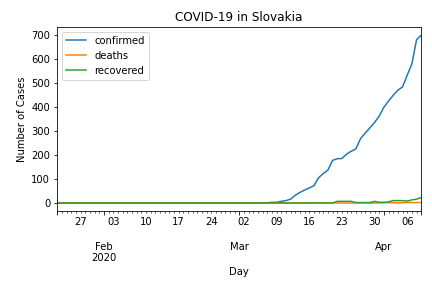 COVID-19 in Slovakia
confirmed
deaths
recovered
Number of Cases
700
600
500
400
300
200
100
0
27 03 10 17 24 02 09 16 23 30 06
Feb Mar Apr
2020
Day